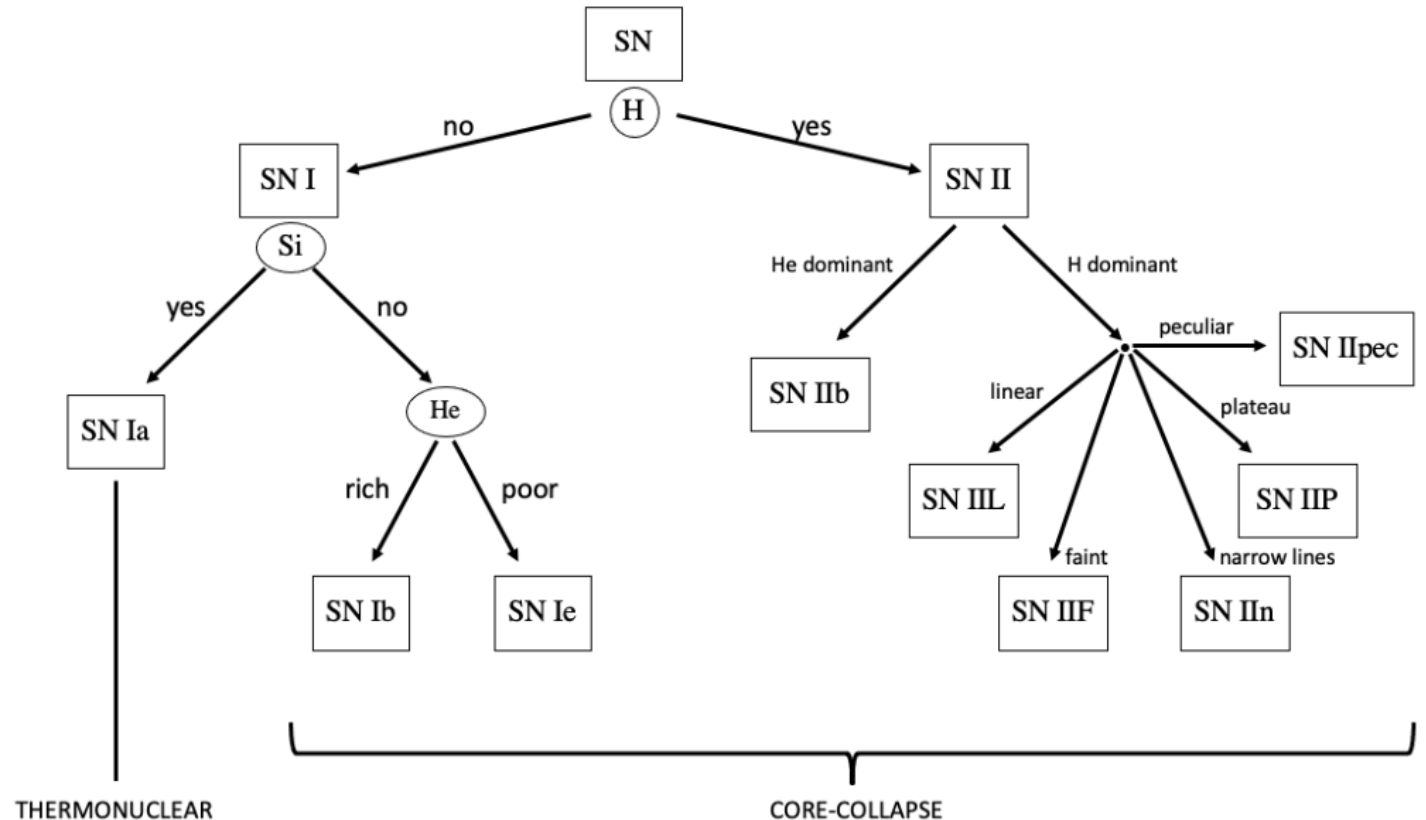 SN
H
no
yes
SN I
SN II
Si
He dominant
H dominant
yes
no
peculiar
SN IIpec
SN IIb
linear
plateau
SN Ia
He
rich
poor
SN IIL
SN IIP
faint
narrow lines
SN Ib
SN Ie
SN IIF
SN IIn
THERMONUCLEAR
CORE-COLLAPSE